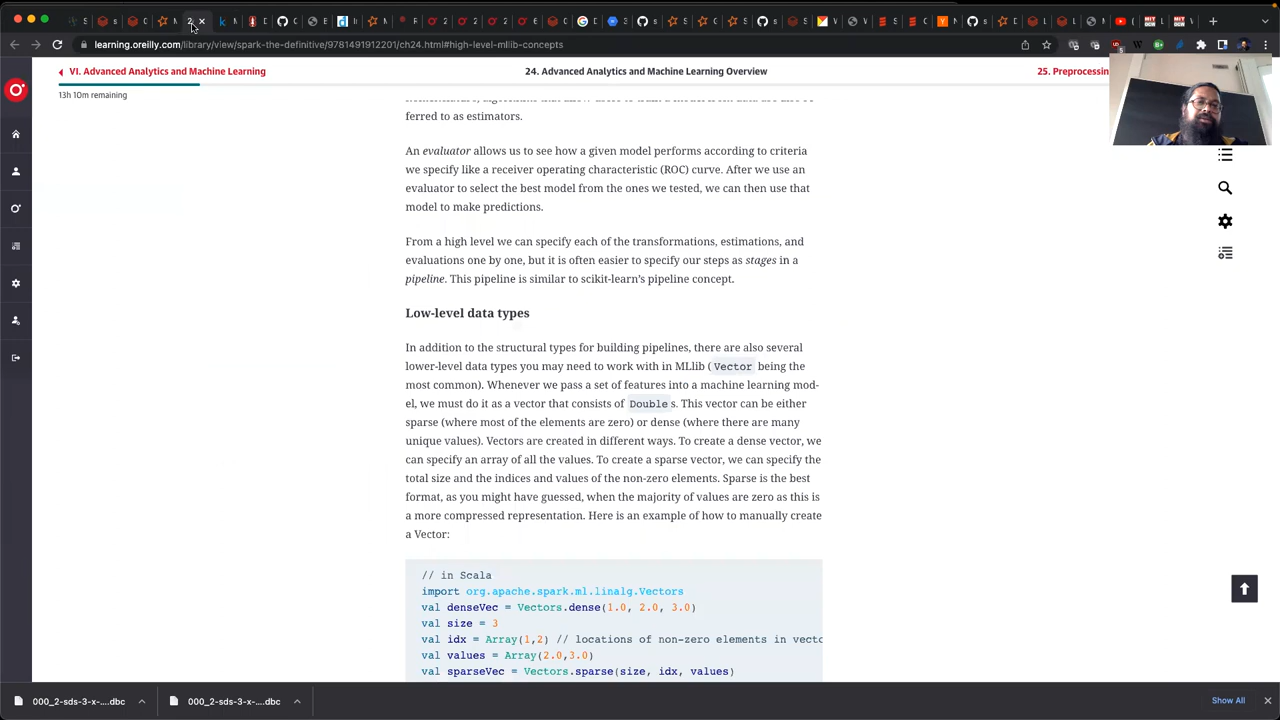 learning.oreilly.com/library/view/spark-the-definitive/9781491912201/ch24.html#high-level-mllib-concepts
VI. Advanced Analytics and Machine Learning
24. Advanced Analytics and Machine Learning Overview
25. Preprocessin
13h 10m remaining
ferred to as estimators.
An evaluator allows us to see how a given model performs according to criteria
we specify like a receiver operating characteristic (ROC) curve. After we use an
evaluator to select the best model from the ones we tested, we can then use that
model to make predictions.
From a high level we can specify each of the transformations, estimations, and
evaluations one by one, but it is often easier to specify our steps as stages in a
pipeline. This pipeline is similar to scikit-learn's pipeline concept.
Low-level data types
In addition to the structural types for building pipelines, there are also several
lower-level data types you may need to work with in MLlib ( Vector being the
most common). Whenever we pass a set of features into a machine learning mod-
el, we must do it as a vector that consists of Double s. This vector can be either
sparse (where most of the elements are zero) or dense (where there are many
unique values). Vectors are created in different ways. To create a dense vector, we
can specify an array of all the values. To create a sparse vector, we can specify the
total size and the indices and values of the non-zero elements. Sparse is the best
format, as you might have guessed, when the majority of values are zero as this is
a more compressed representation. Here is an example of how to manually create
a Vector:
// in Scala
import org.apache.spark.ml.linalg.Vectors
val denseVec = Vectors.dense(1.0, 2.0, 3.0)
val size = 3
val idx = Array(1,2) // locations of non-zero elements in vecto
val values = Array(2.0,3.0)
val sparseVec = Vectors.sparse(size, idx, values)
000_2-sds-3-x-....dbc
000_2-sds-3-x-....dbc
Show All